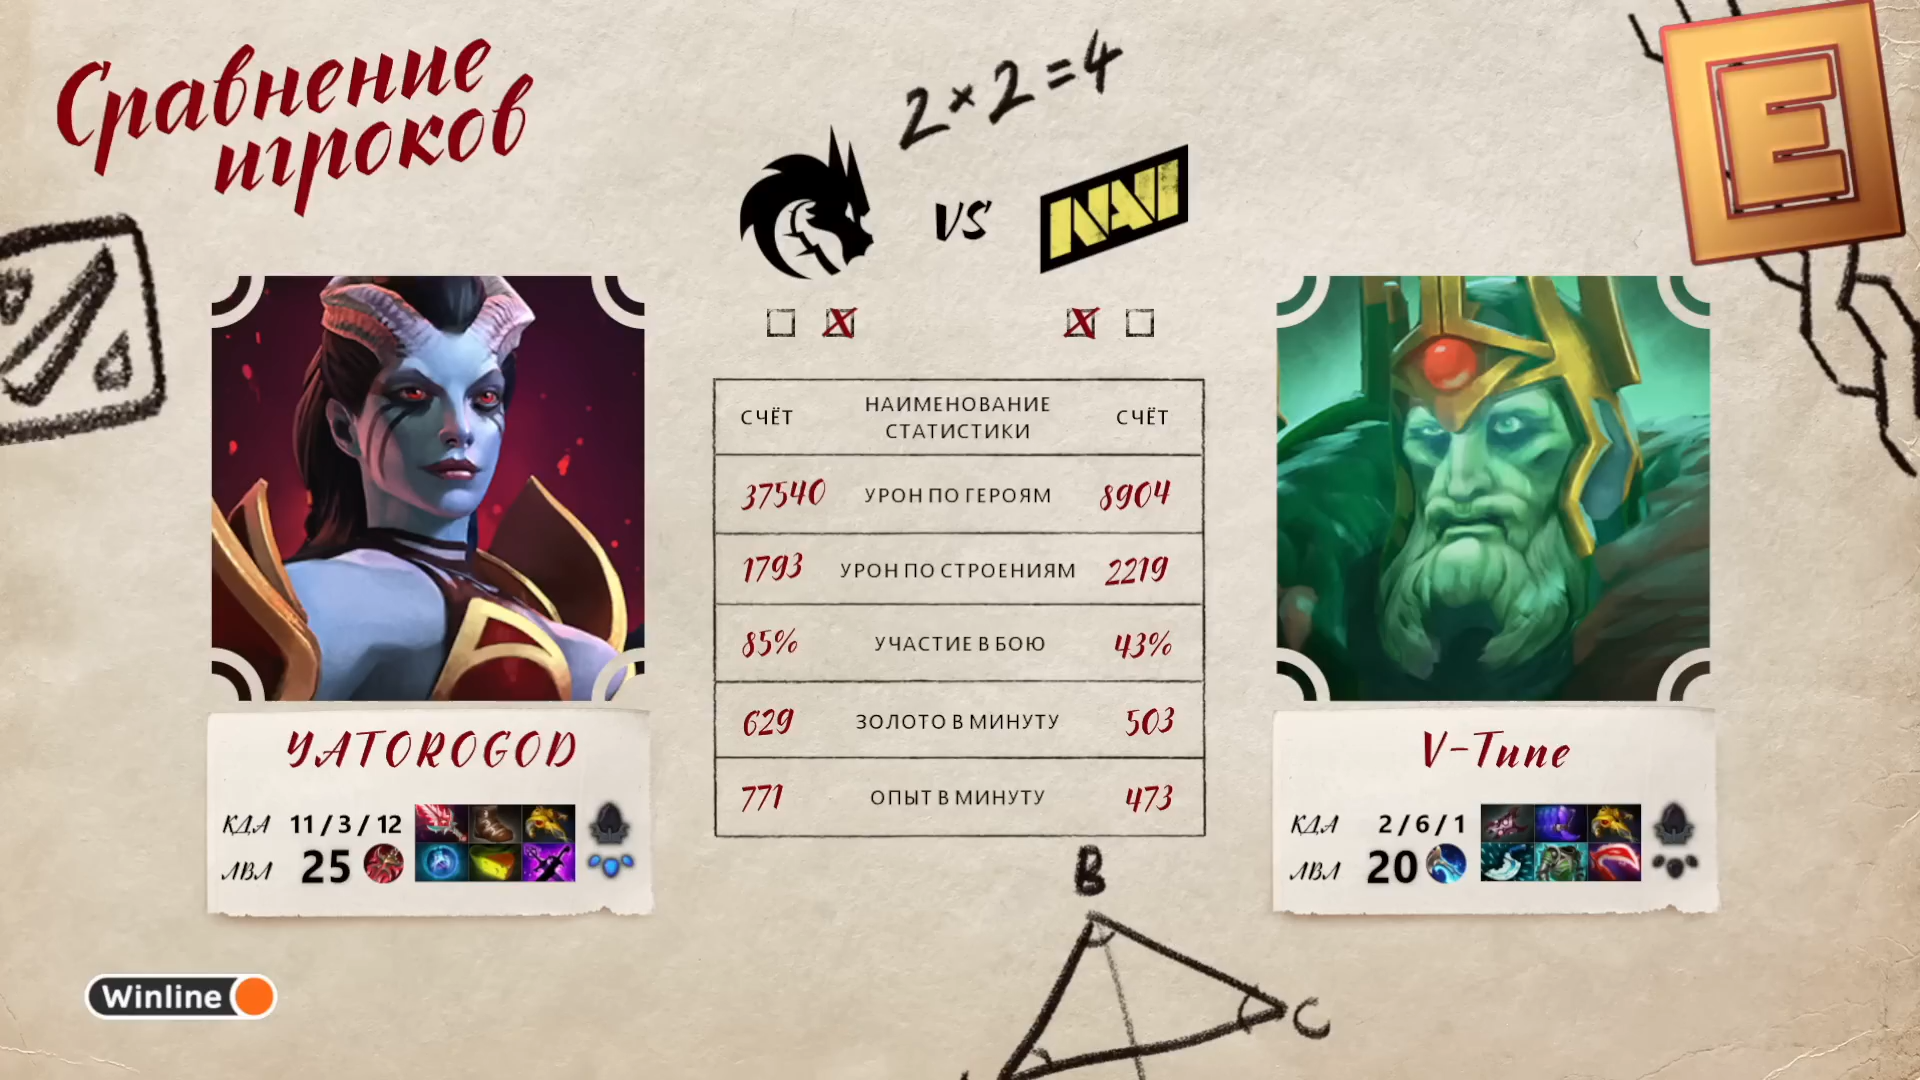 Сравнение
игроков
2×2=4
E
VS
NAVI
СЧЁТ
НАИМЕНОВАНИЕ
СТАТИСТИКИ
СЧЁТ
37540 УРОН ПО ГЕРОЯМ 8904
1793 УРОН ПО СТРОЕНИЯМ 2219
85% УЧАСТИЕ В БОЮ 43%
629 ЗОЛОТО В МИНУТУ 503
771 ОПЫТ В МИНУТУ 473
YATOROGOD
КДА 11/3/12
ЛВЛ 25
V-Tune
КДА 2/6/1
ЛВЛ 20
B
C
Winline